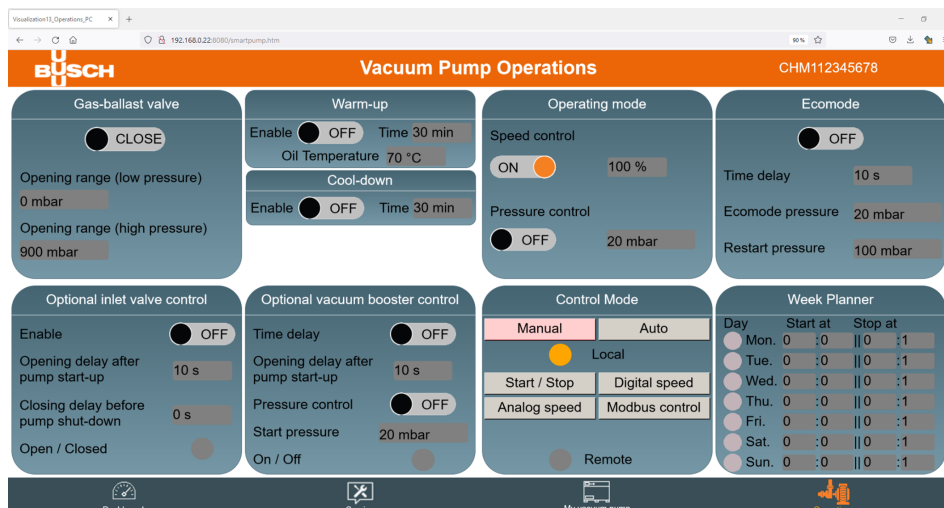 Visualization13_Operations_PC
192.168.0.22:8080/smartpump.htm
90%
BUSCH
Vacuum Pump Operations
CHM112345678
Gas-ballast valve
CLOSE
Opening range (low pressure)
0 mbar
Opening range (high pressure)
900 mbar
Warm-up
Enable OFF Time 30 min
Oil Temperature 70 °C
Cool-down
Enable OFF Time 30 min
Operating mode
Speed control
ON 100 %
Pressure control
OFF 20 mbar
Ecomode
OFF
Time delay 10 s
Ecomode pressure 20 mbar
Restart pressure 100 mbar
Optional inlet valve control
Enable OFF
Opening delay after
pump start-up 10 s
Closing delay before
pump shut-down 0 s
Open / Closed
Optional vacuum booster control
Time delay OFF
Opening delay after
pump start-up 10 s
Pressure control OFF
Start pressure 20 mbar
On / Off
Control Mode
Manual Auto
Local
Start / Stop Digital speed
Analog speed Modbus control
Remote
Week Planner
Day Start at Stop at
Mon. 0 :0 || 0 :1
Tue. 0 :0 || 0 :1
Wed. 0 :0 || 0 :1
Thu. 0 :0 || 0 :1
Fri. 0 :0 || 0 :1
Sat. 0 :0 || 0 :1
Sun. 0 :0 || 0 :1